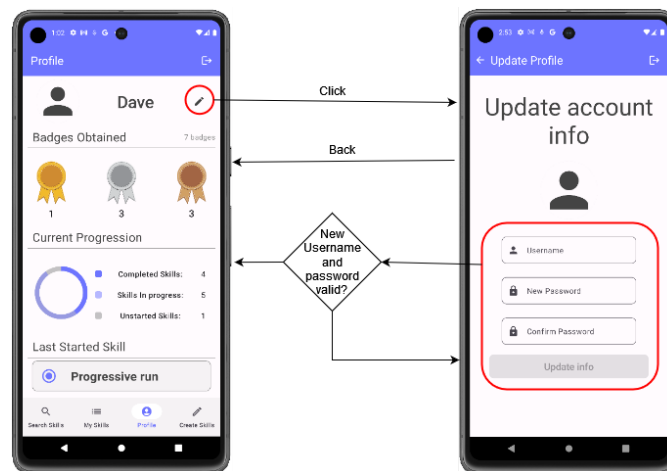 1:02
Profile
Dave
Badges Obtained
7 badges
1
3
3
Current Progression
Completed Skills: 4
Skills In progress: 5
Unstarted Skills: 1
Last Started Skill
Progressive run
Search Skills
My Skills
Profile
Create Skills
Click
Back
New
Username
and
password
valid?
2:53
Update Profile
Update account
info
Username
New Password
Confirm Password
Update info